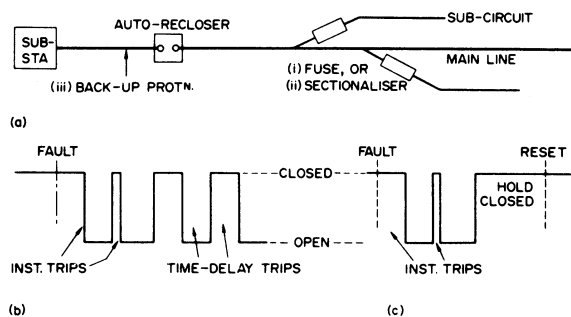 AUTO-RECLOSER
SUB-CIRCUIT
SUB-
STA
MAIN LINE
(i) FUSE, OR
(ii) SECTIONALISER
(iii) BACK-UP PROTN.
(a)
FAULT
CLOSED
OPEN
INST. TRIPS
TIME-DELAY TRIPS
(b)
FAULT
RESET
HOLD
CLOSED
INST. TRIPS
(c)